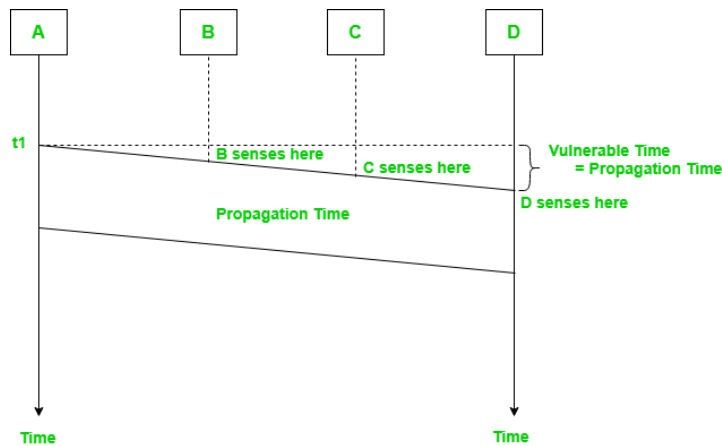 A
B
C
D
t1
B senses here
Vulnerable Time
= Propagation Time
C senses here
D senses here
Propagation Time
Time
Time